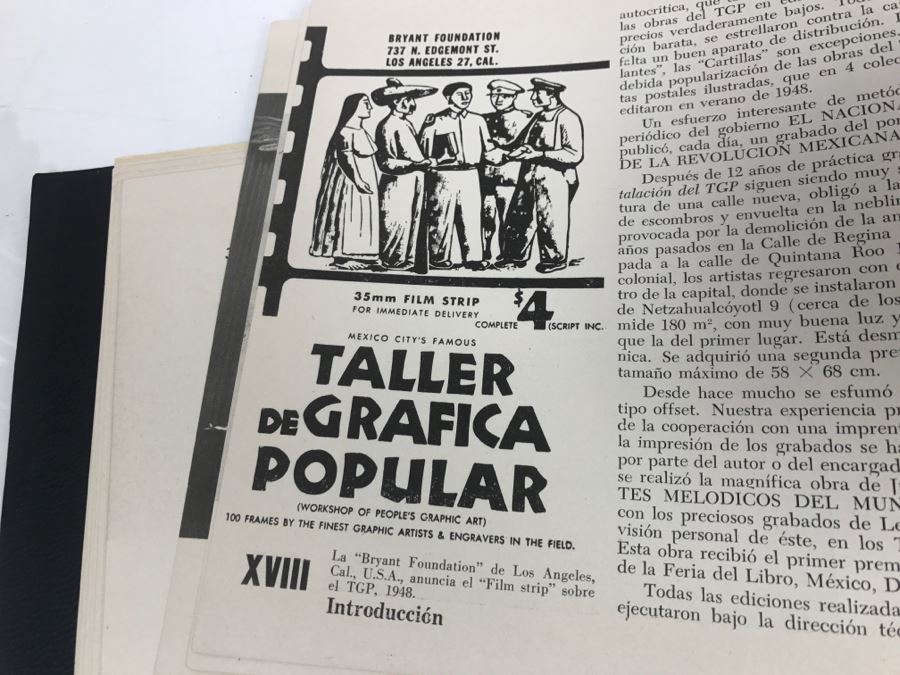 BRYANT FOUNDATION
737 N. EDGEMONT ST.
LOS ANGELES 27, CAL.
35mm FILM STRIP
FOR IMMEDIATE DELIVERY
$4
COMPLETE
(SCRIPT INC.
MEXICO CITY'S FAMOUS
TALLER
DE GRAFICA
POPULAR
(WORKSHOP OF PEOPLE'S GRAPHIC ART)
100 FRAMES BY THE FINEST GRAPHIC ARTISTS & ENGRAVERS IN THE FIELD.
XVIII
La "Bryant Foundation" de Los Angeles,
Cal., U.S.A., anuncia el "Film strip" sobre
el TGP, 1948.
Introducción
autocrítica, que
las obras del TGP en
precios verdaderamente bajos.
ción barata, se estrellaron contra la
falta un buen aparato de distribución.
lantes", las "Cartillas" son excepciones,
debida popularización de las obras del
tas postales ilustradas, que en 4
editaron en verano de 1948.
Un esfuerzo interesante de
periódico del gobierno EL
publicó, cada día, un grabado del
DE LA REVOLUCION MEXICANA
Después de 12 años de práctica
talación del TGP siguen siendo muy
tura de una calle nueva, obligó a
de escombros y envuelta en la
provocada por la demolición de la
años pasados en la Calle de Regina
pada a la calle de Quintana Roo
colonial, los artistas regresaron con
tro de la capital, donde se instalaron
de Netzahualcóyotl 9 (cerca de los
mide 180 m², con muy buena luz y
que la del primer lugar. Está
nica. Se adquirió una segunda
tamaño máximo de 58 × 68 cm.
Desde hace mucho se esfumó
tipo offset. Nuestra experiencia
de la cooperación con una
la impresión de los grabados se
por parte del autor o del
se realizó la magnífica obra de
TES MELODICOS DEL
con los preciosos grabados de
visión personal de éste, en los
Esta obra recibió el primer
de la Feria del Libro, México, D
Todas las ediciones
ejecutaron bajo la dirección